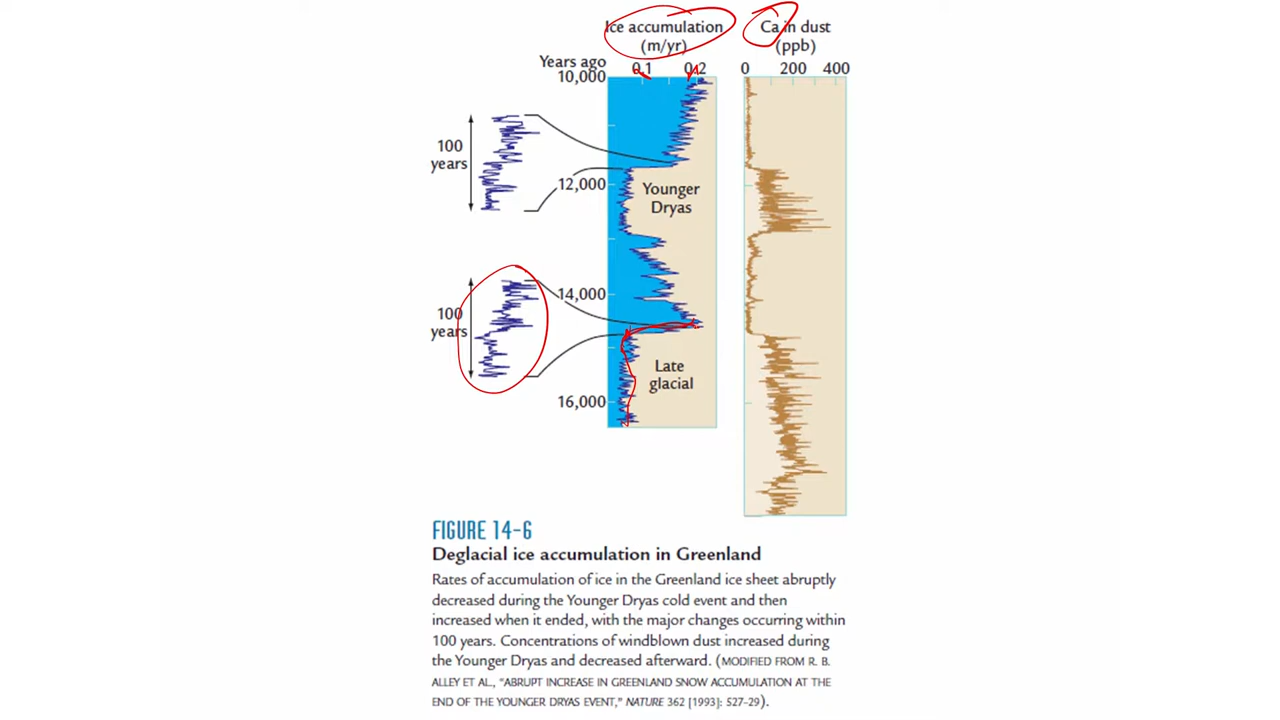 Ice accumulation
(m/yr)
Ca in dust
(ppb)
Years ago
0.1
0.2
0
200
400
10,000
100
years
12,000
Younger
Dryas
14,000
100
years
Late
glacial
16,000
FIGURE 14-6
Deglacial ice accumulation in Greenland
Rates of accumulation of ice in the Greenland ice sheet abruptly
decreased during the Younger Dryas cold event and then
increased when it ended, with the major changes occurring within
100 years. Concentrations of windblown dust increased during
the Younger Dryas and decreased afterward. (MODIFIED FROM R. B.
ALLEY ET AL., "ABRUPT INCREASE IN GREENLAND SNOW ACCUMULATION AT THE
END OF THE YOUNGER DRYAS EVENT," NATURE 362 [1993]: 527-29).